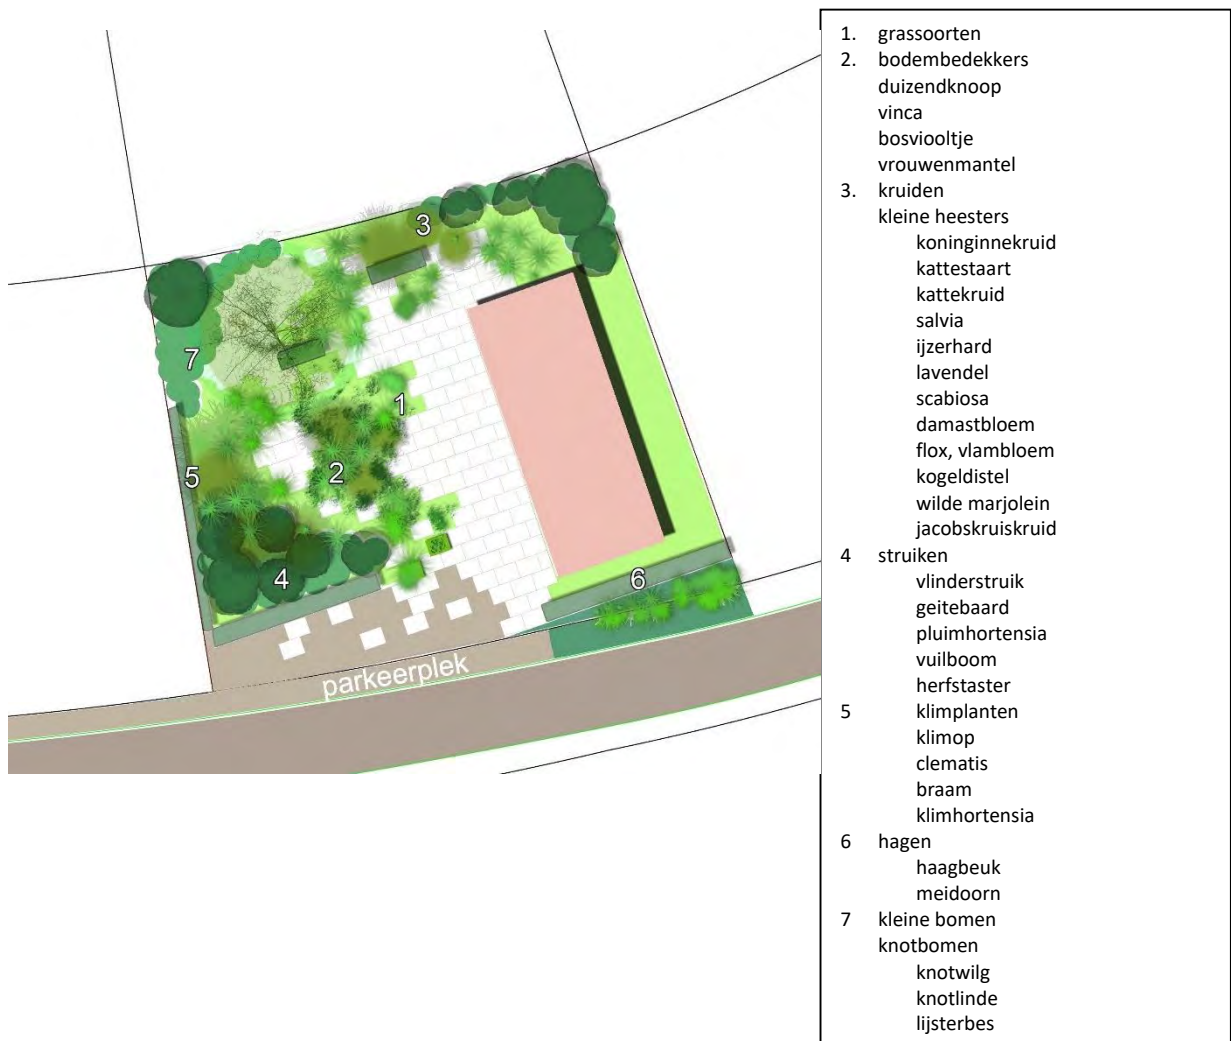 3
7
1
5
2
4
6
parkeerplek
1. grassoorten
2. bodembedekkers
duizendknoop
vinca
bosviooltje
vrouwenmantel
3. kruiden
kleine heesters
koninginnekruid
kattestaart
kattekruid
salvia
ijzerhard
lavendel
scabiosa
damastbloem
flox, vlambloem
kogeldistel
wilde marjolein
jacobskruiskruid
4 struiken
vlinderstruik
geitebaard
pluimhortensia
vuilboom
herfstaster
5 klimplanten
klimop
clematis
braam
klimhortensia
6 hagen
haagbeuk
meidoorn
7 kleine bomen
knotbomen
knotwilg
knotlinde
lijsterbes